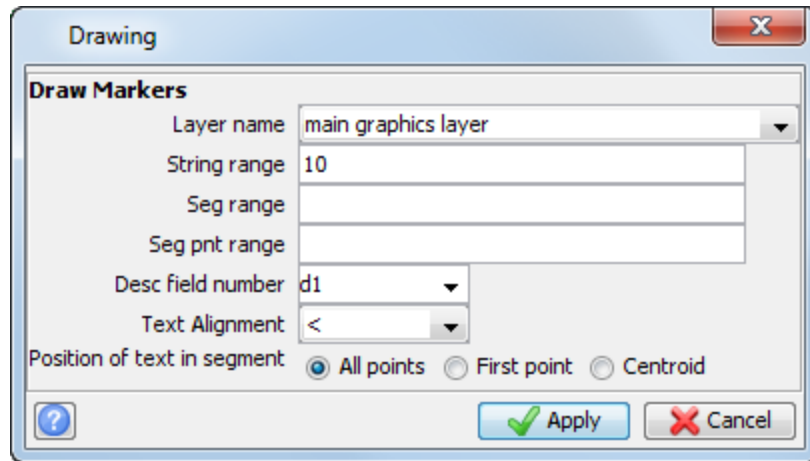 Drawing
Draw Markers
Layer name main graphics layer
String range 10
Seg range
Seg pnt range
Desc field number d1
Text Alignment <
Position of text in segment All points First point Centroid
? Apply Cancel